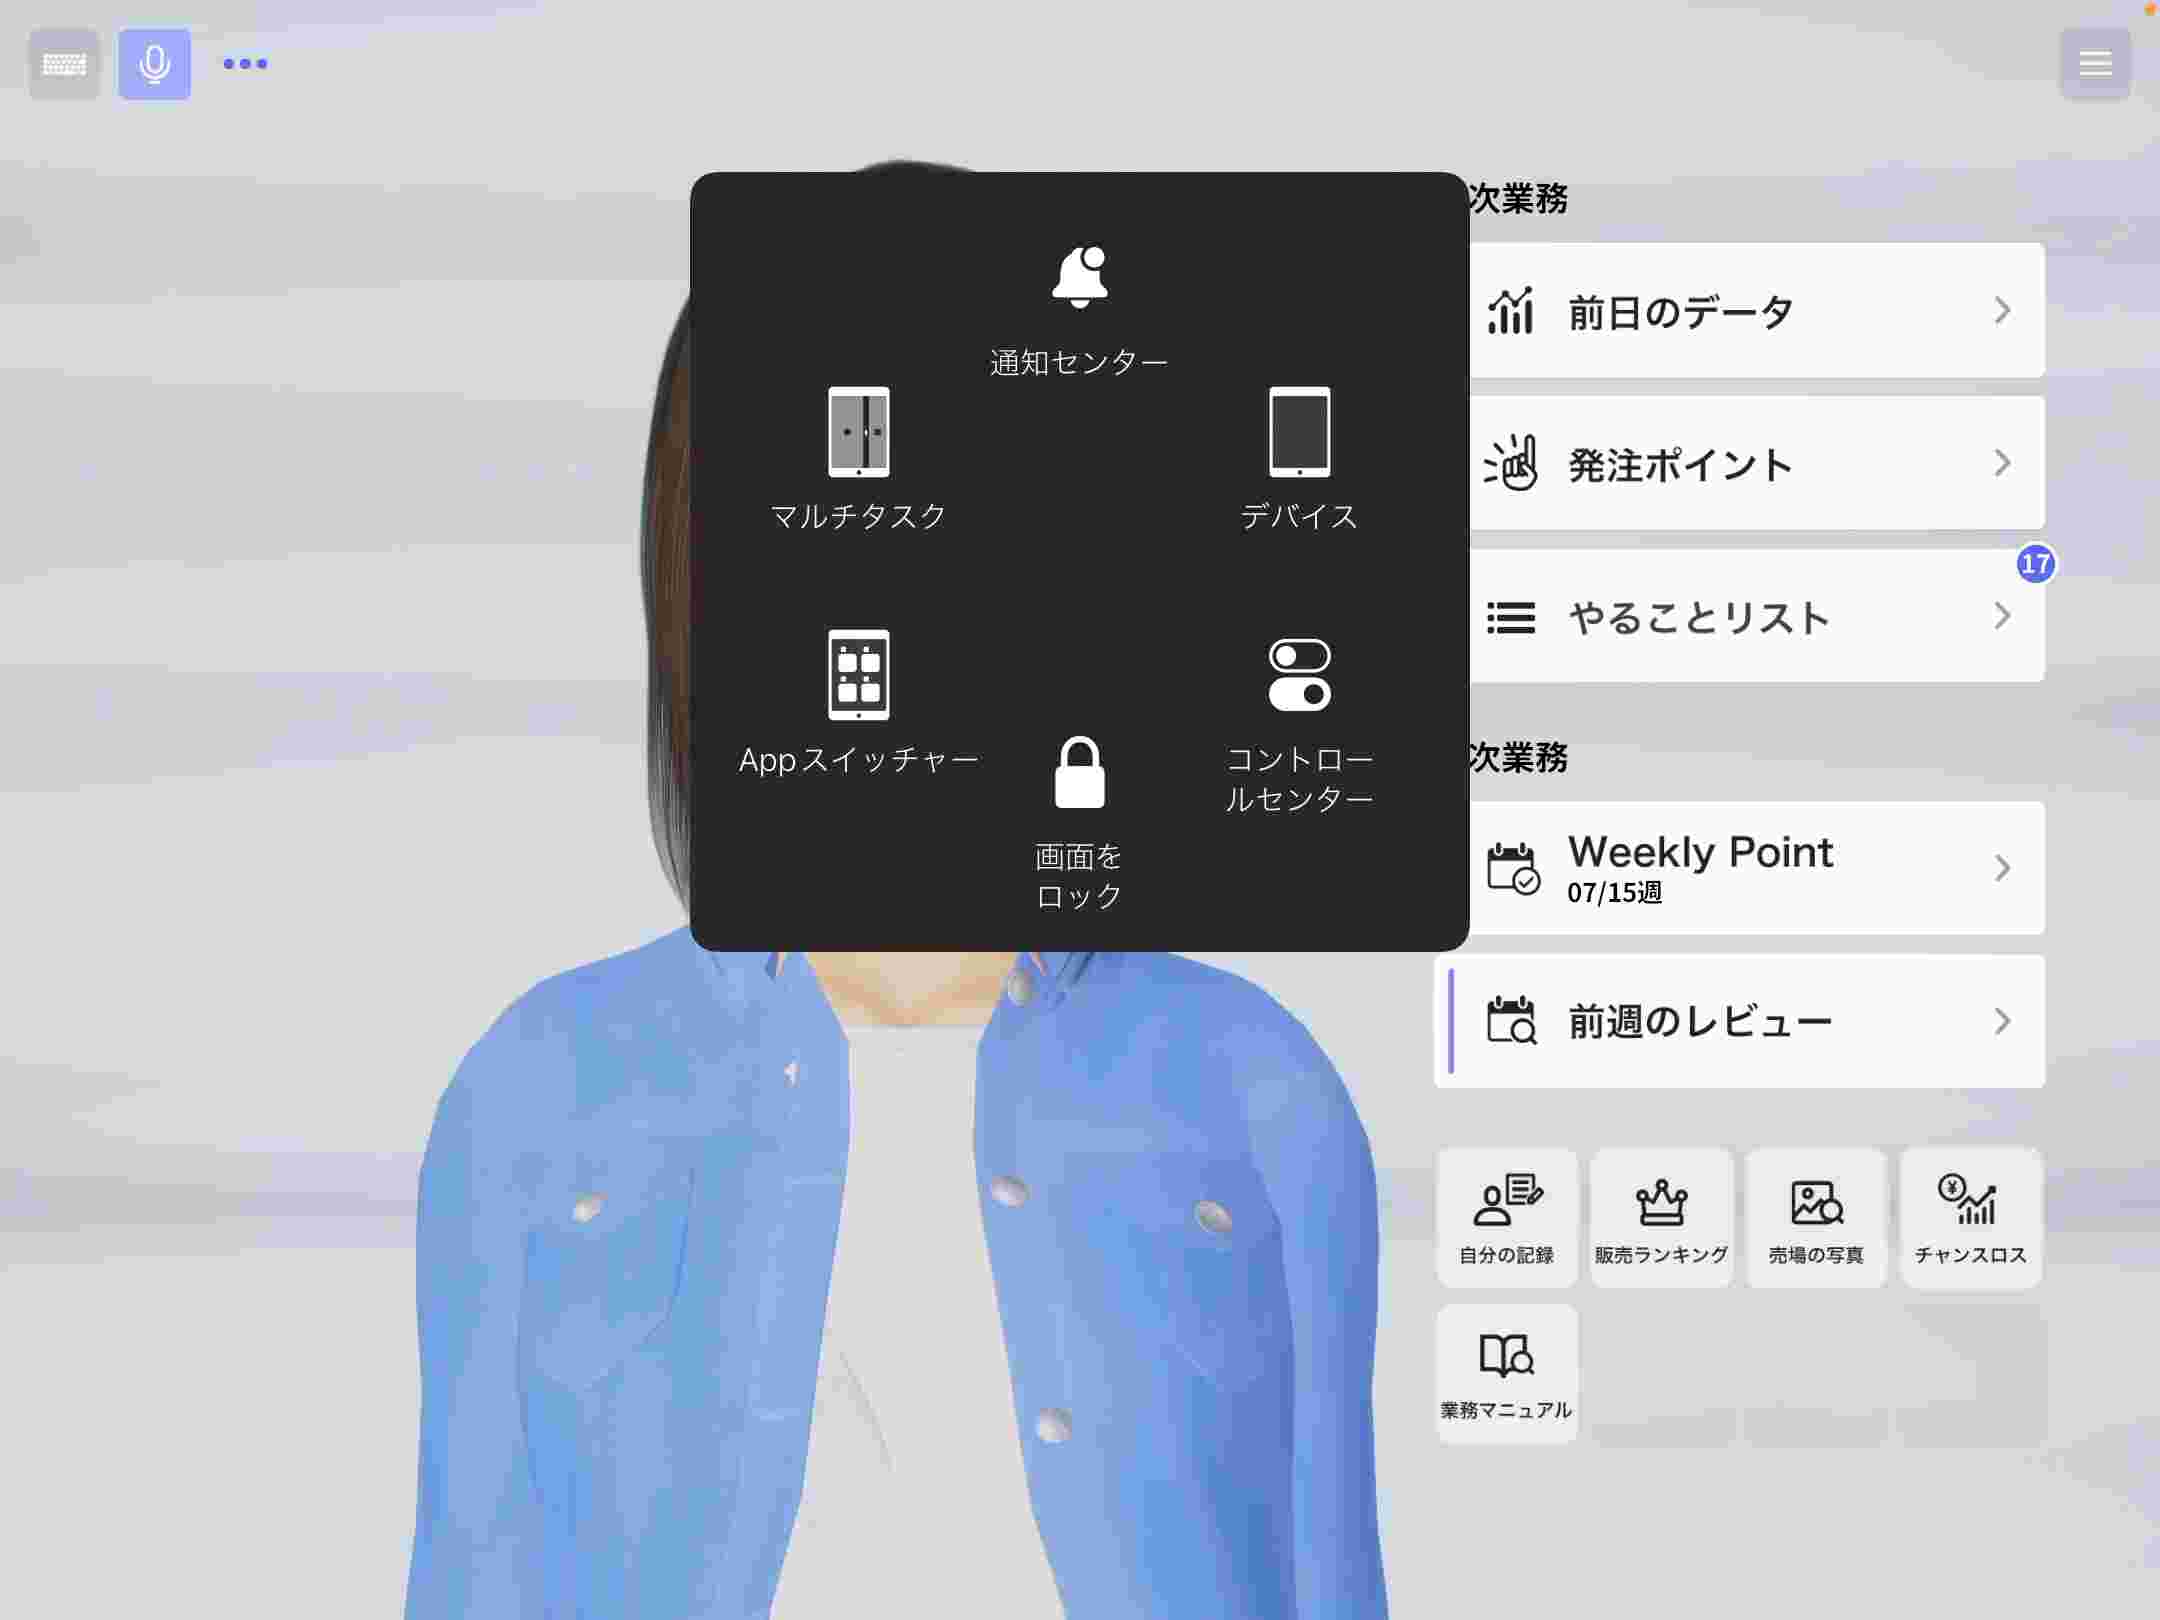 次業務
前日のデータ
発注ポイント
17
やることリスト
次業務
Weekly Point
07/15週
前週のレビュー
自分の記録
販売ランキング
売場の写真
チャンスロス
業務マニュアル
通知センター
マルチタスク
デバイス
Appスイッチャー
コントロー
ルセンター
画面を
ロック